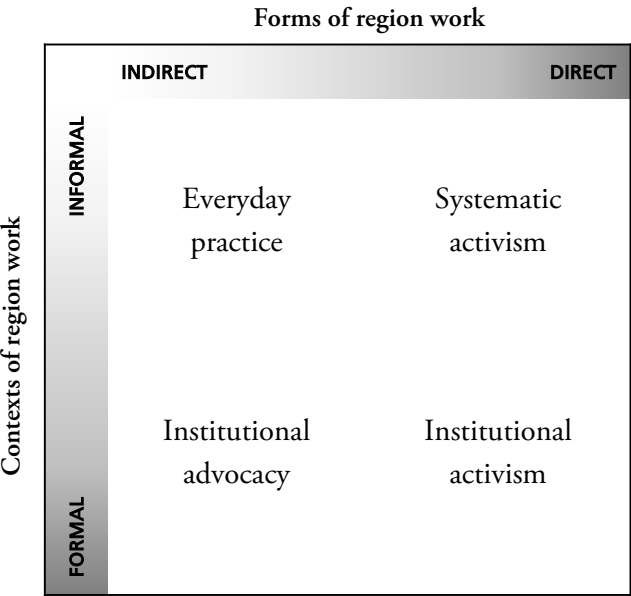 Forms of region work
INDIRECT
DIRECT
Contexts of region work
INFORMAL
FORMAL
Everyday
practice
Systematic
activism
Institutional
advocacy
Institutional
activism